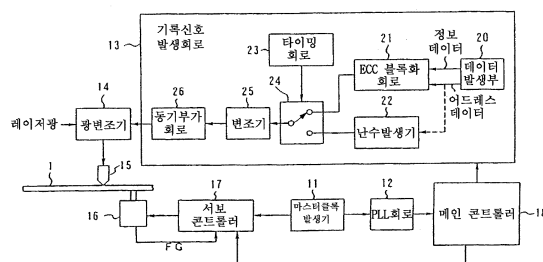 기록신호
발생회로
13
23
타이밍
회로
21
ECC 블록화
회로
정보
데이터
20
데이터
발생부
어드레스
데이터
24
22
난수발생기
14
레이저광
광변조기
26
동기부가
회로
25
변조기
15
1
16
17
서보
콘트롤러
11
마스터클록
발생기
12
PLL회로
메인 콘트롤러
18
FG